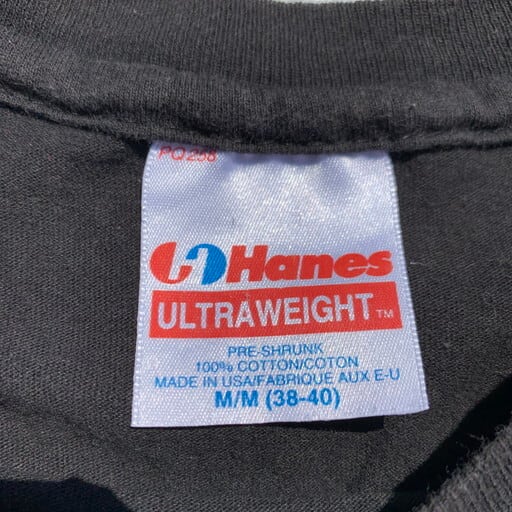 PQ258
Hanes
ULTRAWEIGHT™
PRE-SHRUNK
100% COTTON/COTON
MADE IN USA/FABRIQUE AUX E-U
M/M (38-40)